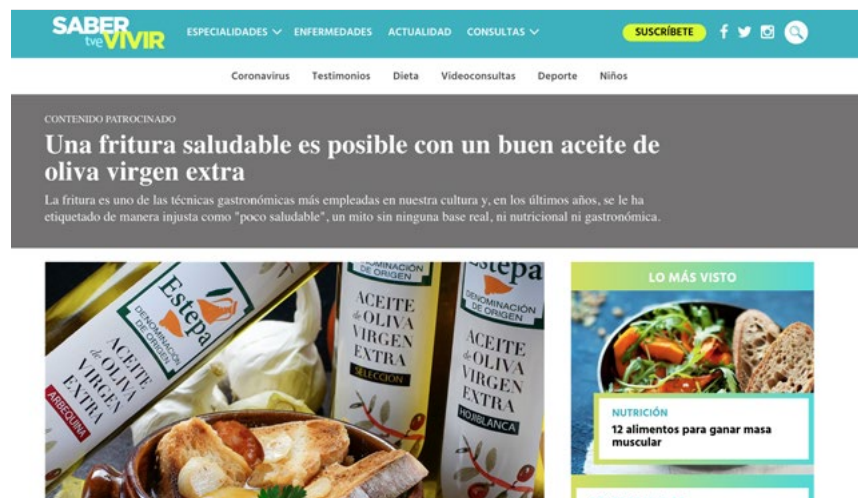 SABER
tve VIVIR
ESPECIALIDADES
ENFERMEDADES
ACTUALIDAD
CONSULTAS
SUSCRÍBETE
Coronavirus
Testimonios
Dieta
Videoconsultas
Deporte
Niños
CONTENIDO PATROCINADO
Una fritura saludable es posible con un buen aceite de
oliva virgen extra
La fritura es uno de las técnicas gastronómicas más empleadas en nuestra cultura y, en los últimos años, se le ha
etiquetado de manera injusta como "poco saludable", un mito sin ninguna base real, ni nutricional ni gastronómica.
Estepa
DENOMINACIÓN
DE ORIGEN
ACEITE
de OLIVA
VIRGEN
EXTRA
ARBEQUINA
DENOMINACIÓN
DE ORIGEN
ACEITE
de OLIVA
VIRGEN
EXTRA
SELECCION
Estepa
DENOMINACIÓN
DE ORIGEN
ACEITE
de OLIVA
VIRGEN
EXTRA
HOJIBLANCA
LO MÁS VISTO
NUTRICIÓN
12 alimentos para ganar masa
muscular